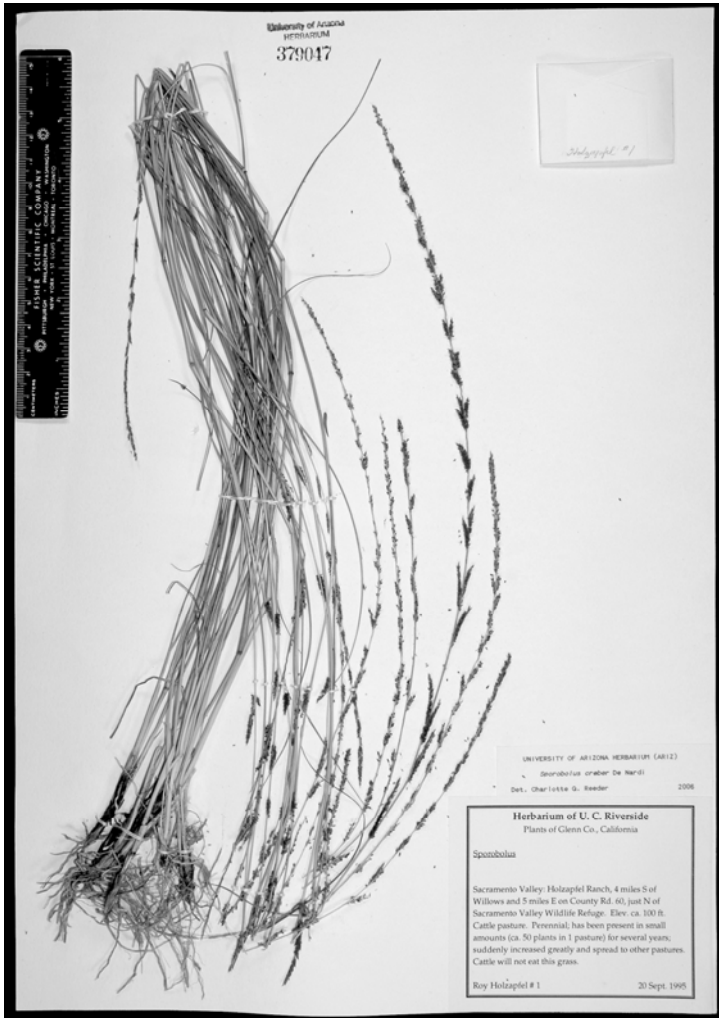 University of Arizona
HERBARIUM
379047
Holzapfel #1
FISHER SCIENTIFIC COMPANY
PITTSBURGH · PHILADELPHIA · CHICAGO · WASHINGTON
NEW YORK · ST. LOUIS · MONTREAL · TORONTO
CENTIMETERS
INCHES
UNIVERSITY OF ARIZONA HERBARIUM (ARIZ)
Sporobolus creber De Nardi
Det. Charlotte G. Reeder 2006
Herbarium of U. C. Riverside
Plants of Glenn Co., California
Sporobolus
Sacramento Valley: Holzapfel Ranch, 4 miles S of
Willows and 5 miles E on County Rd. 60, just N of
Sacramento Valley Wildlife Refuge. Elev. ca. 100 ft.
Cattle pasture. Perennial; has been present in small
amounts (ca. 50 plants in 1 pasture) for several years;
suddenly increased greatly and spread to other pastures.
Cattle will not eat this grass.
Roy Holzapfel # 1 20 Sept. 1995